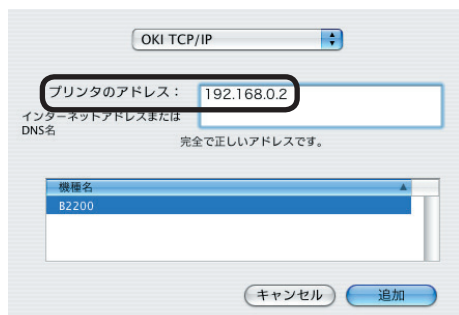 OKI TCP/IP
プリンタのアドレス： 192.168.0.2
インターネットアドレスまたは
DNS名
完全で正しいアドレスです。
機種名
B2200
キャンセル 追加